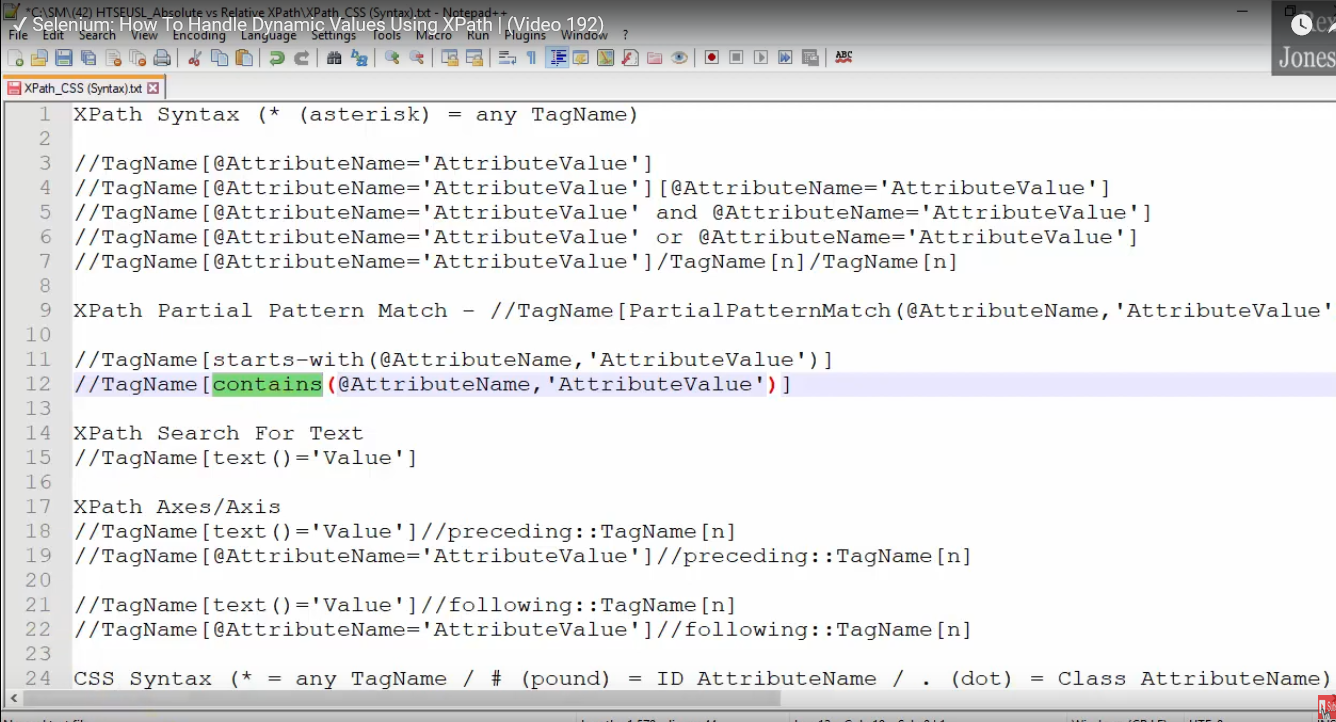 *C:\SM\(42) HTSEUSL_Absolute vs Relative XPath\XPath_CSS (Syntax).txt - Notepad++
✓ Selenium: How To Handle Dynamic Values Using XPath | (Video 192)
Rex
Jones
File Edit Search View Encoding Language Settings Tools Macro Run Plugins Window ?
ABC
XPath_CSS (Syntax).txt
1 XPath Syntax (* (asterisk) = any TagName)
2
3 //TagName[@AttributeName='AttributeValue']
4 //TagName[@AttributeName='AttributeValue'][@AttributeName='AttributeValue']
5 //TagName[@AttributeName='AttributeValue' and @AttributeName='AttributeValue']
6 //TagName[@AttributeName='AttributeValue' or @AttributeName='AttributeValue']
7 //TagName[@AttributeName='AttributeValue']/TagName[n]/TagName[n]
8
9 XPath Partial Pattern Match - //TagName[PartialPatternMatch(@AttributeName,'AttributeValue'
10
11 //TagName[starts-with(@AttributeName,'AttributeValue')]
12 //TagName[contains(@AttributeName,'AttributeValue')]
13
14 XPath Search For Text
15 //TagName[text()='Value']
16
17 XPath Axes/Axis
18 //TagName[text()='Value']//preceding::TagName[n]
19 //TagName[@AttributeName='AttributeValue']//preceding::TagName[n]
20
21 //TagName[text()='Value']//following::TagName[n]
22 //TagName[@AttributeName='AttributeValue']//following::TagName[n]
23
24 CSS Syntax (* = any TagName / # (pound) = ID AttributeName / . (dot) = Class AttributeName)